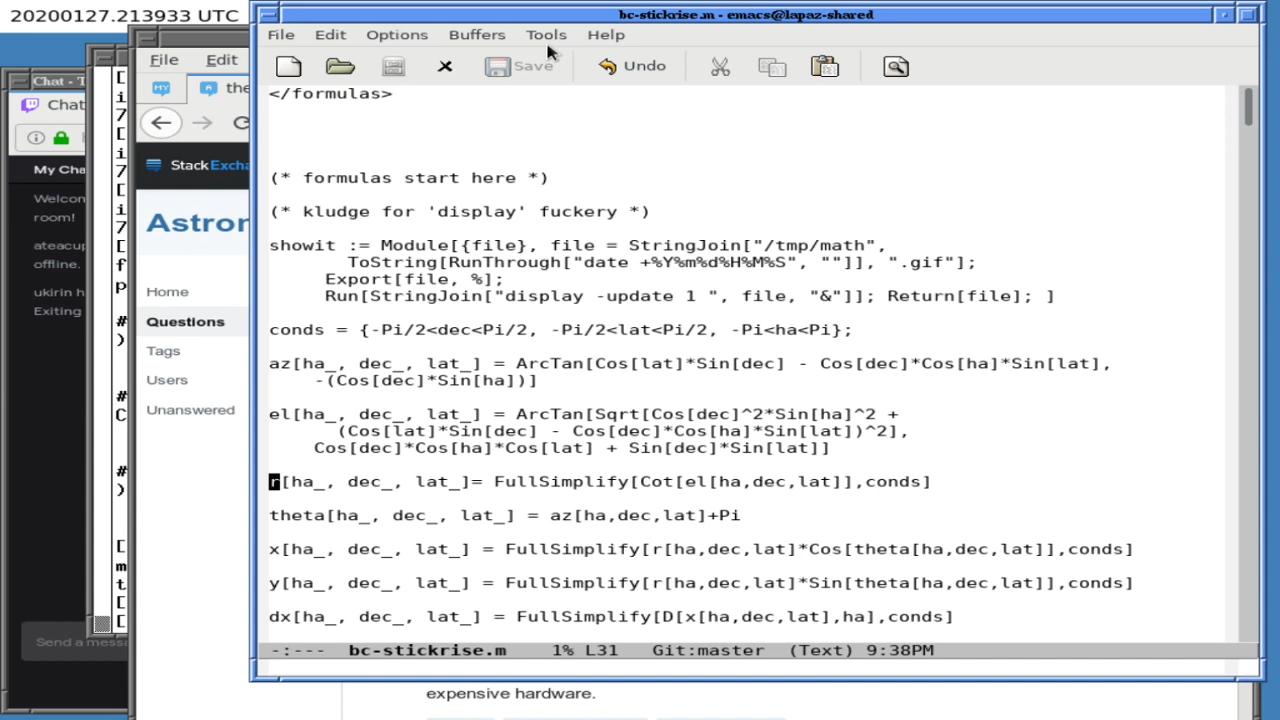 20200127.213933 UTC
bc-stickrise.m - emacs@lapaz-shared
File Edit Options Buffers Tools Help
Save Undo
</formulas>
(* formulas start here *)
(* kludge for 'display' fuckery *)
showit := Module[{file}, file = StringJoin["/tmp/math",
ToString[RunThrough["date +%Y%m%d%H%M%S", ""]], ".gif"];
Export[file, %];
Run[StringJoin["display -update 1 ", file, "&"]]; Return[file]; ]
conds = {-Pi/2<dec<Pi/2, -Pi/2<lat<Pi/2, -Pi<ha<Pi};
az[ha_, dec_, lat_] = ArcTan[Cos[lat]*Sin[dec] - Cos[dec]*Cos[ha]*Sin[lat],
-(Cos[dec]*Sin[ha])]
el[ha_, dec_, lat_] = ArcTan[Sqrt[Cos[dec]^2*Sin[ha]^2 +
(Cos[lat]*Sin[dec] - Cos[dec]*Cos[ha]*Sin[lat])^2],
Cos[dec]*Cos[ha]*Cos[lat] + Sin[dec]*Sin[lat]]
r[ha_, dec_, lat_]= FullSimplify[Cot[el[ha,dec,lat]],conds]
theta[ha_, dec_, lat_] = az[ha,dec,lat]+Pi
x[ha_, dec_, lat_] = FullSimplify[r[ha,dec,lat]*Cos[theta[ha,dec,lat]],conds]
y[ha_, dec_, lat_] = FullSimplify[r[ha,dec,lat]*Sin[theta[ha,dec,lat]],conds]
dx[ha_, dec_, lat_] = FullSimplify[D[x[ha,dec,lat],ha],conds]
-:--- bc-stickrise.m 1% L31 Git:master (Text) 9:38PM
File Edit
MY the
StackExcha
Astron
Home
Questions
Tags
Users
Unanswered
expensive hardware.
Chat - T
Chat
My Cha
Welcom
room!
ateacup
offline.
ukirin h
Exiting
Send a messa